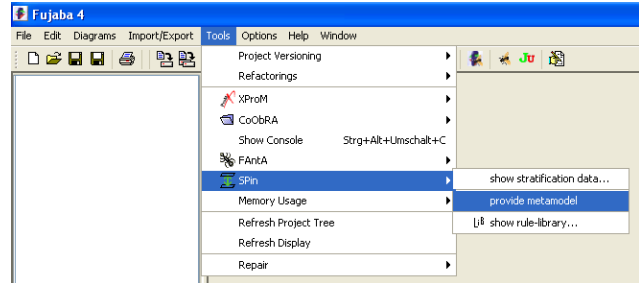 Fujaba 4
File Edit Diagrams Import/Export Tools Options Help Window
Project Versioning
Refactorings
XProM
CoObRA
Show Console Strg+Alt+Umschalt+C
FAntA
SPin
Memory Usage
Refresh Project Tree
Refresh Display
Repair
show stratification data...
provide metamodel
LiB show rule-library...
JU